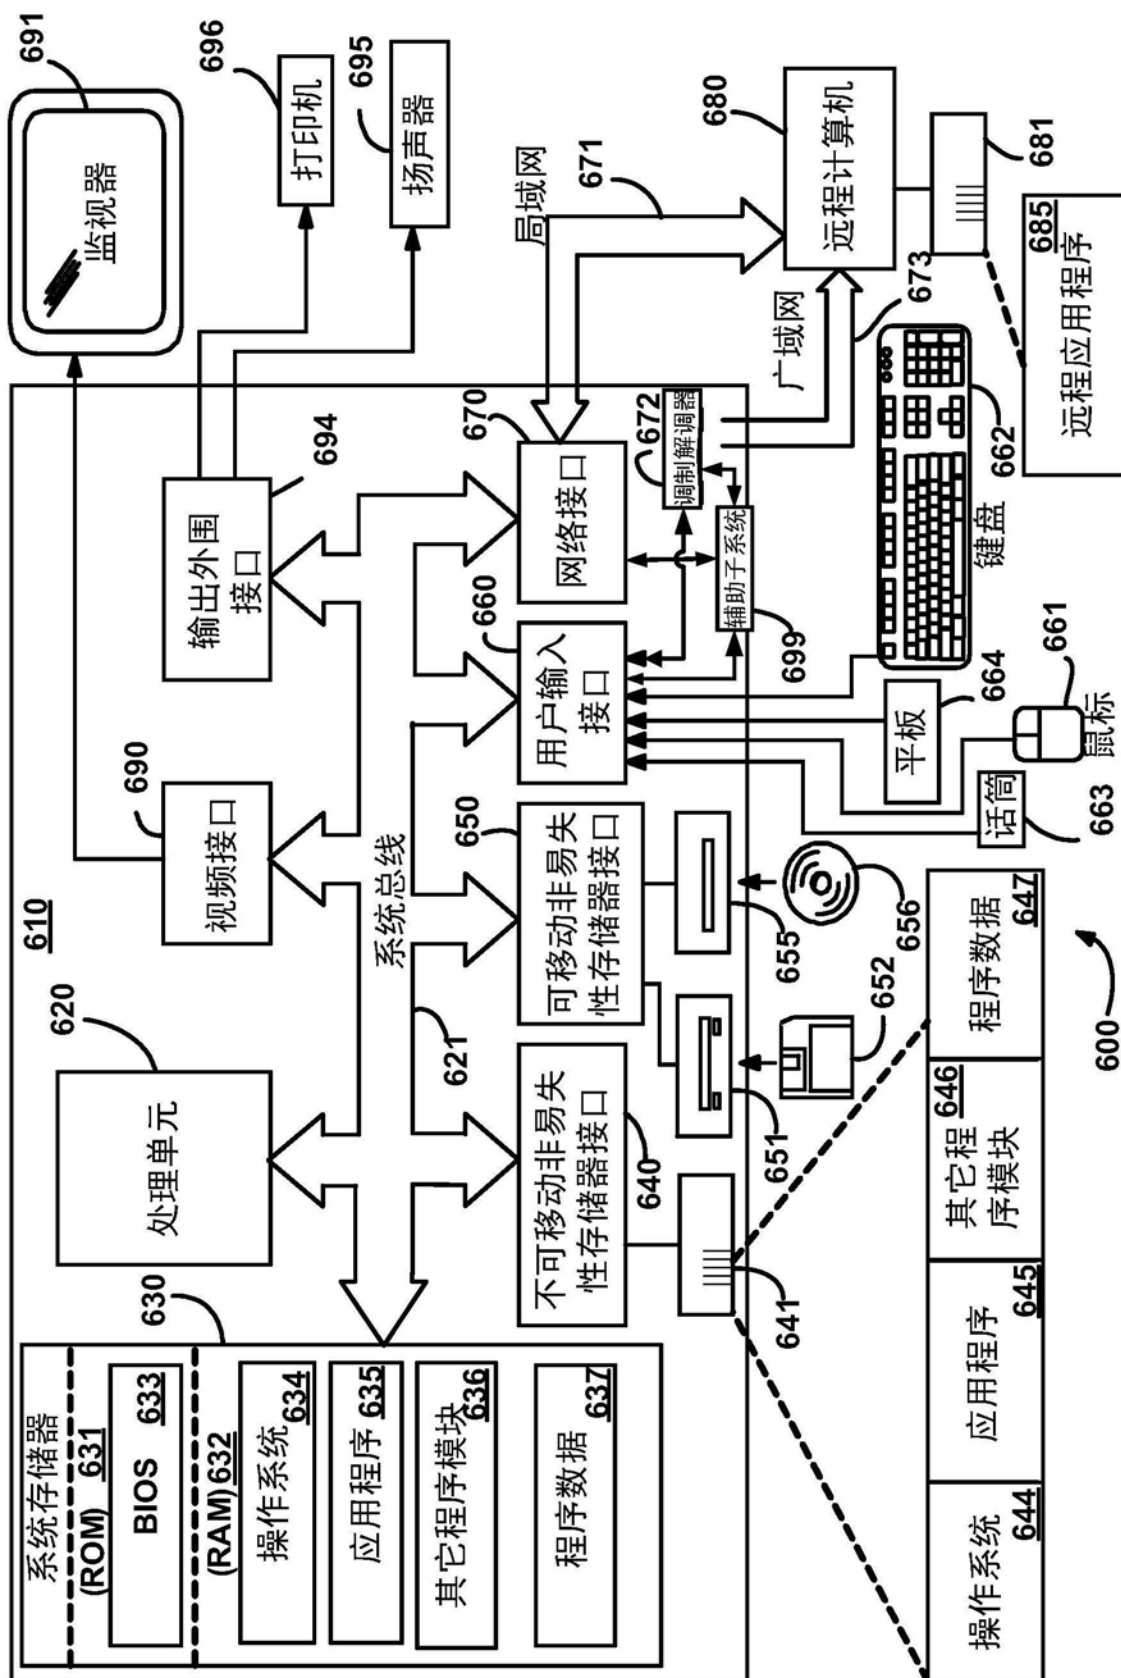 610
系统存储器
(ROM) 631
BIOS 633
(RAM) 632
操作系统 634
应用程序 635
其它程序模块 636
程序数据 637
630
处理单元
620
视频接口
690
输出外围
接口
694
监视器
691
打印机
696
扬声器
695
系统总线
621
不可移动非易失
性存储器接口
640
可移动非易失
性存储器接口
650
用户输入
接口
660
网络接口
670
调制解调器
672
辅助子系统
699
局域网
671
广域网
673
远程计算机
680
681
远程应用程序
685
641
651
652
655
656
话筒
663
平板
664
鼠标
661
键盘
662
操作系统
644
应用程序
645
其它程
序模块
646
程序数据
647
600